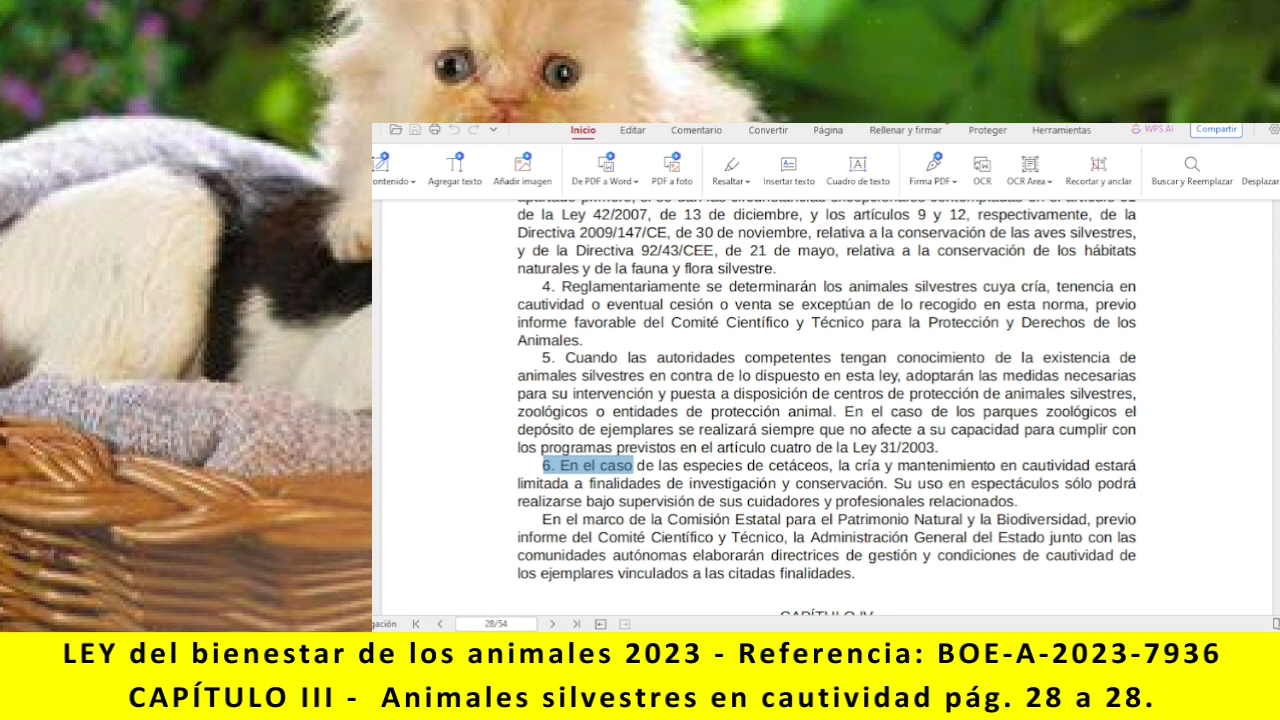 Inicio Editar Comentario Convertir Página Rellenar y firmar Proteger Herramientas WPS AI Compartir
ontenido Agregar texto Añadir imagen De PDF a Word PDF a foto Resaltar Insertar texto Cuadro de texto Firma PDF OCR OCR Area Recortar y anclar Buscar y Reemplazar Desplazar
de la Ley 42/2007, de 13 de diciembre, y los artículos 9 y 12, respectivamente, de la
Directiva 2009/147/CE, de 30 de noviembre, relativa a la conservación de las aves silvestres,
y de la Directiva 92/43/CEE, de 21 de mayo, relativa a la conservación de los hábitats
naturales y de la fauna y flora silvestre.
4. Reglamentariamente se determinarán los animales silvestres cuya cría, tenencia en
cautividad o eventual cesión o venta se exceptúan de lo recogido en esta norma, previo
informe favorable del Comité Científico y Técnico para la Protección y Derechos de los
Animales.
5. Cuando las autoridades competentes tengan conocimiento de la existencia de
animales silvestres en contra de lo dispuesto en esta ley, adoptarán las medidas necesarias
para su intervención y puesta a disposición de centros de protección de animales silvestres,
zoológicos o entidades de protección animal. En el caso de los parques zoológicos el
depósito de ejemplares se realizará siempre que no afecte a su capacidad para cumplir con
los programas previstos en el artículo cuatro de la Ley 31/2003.
6. En el caso de las especies de cetáceos, la cría y mantenimiento en cautividad estará
limitada a finalidades de investigación y conservación. Su uso en espectáculos sólo podrá
realizarse bajo supervisión de sus cuidadores y profesionales relacionados.
En el marco de la Comisión Estatal para el Patrimonio Natural y la Biodiversidad, previo
informe del Comité Científico y Técnico, la Administración General del Estado junto con las
comunidades autónomas elaborarán directrices de gestión y condiciones de cautividad de
los ejemplares vinculados a las citadas finalidades.
CAPÍTULO IV
gación 28/54
LEY del bienestar de los animales 2023 - Referencia: BOE-A-2023-7936
CAPÍTULO III - Animales silvestres en cautividad pág. 28 a 28.